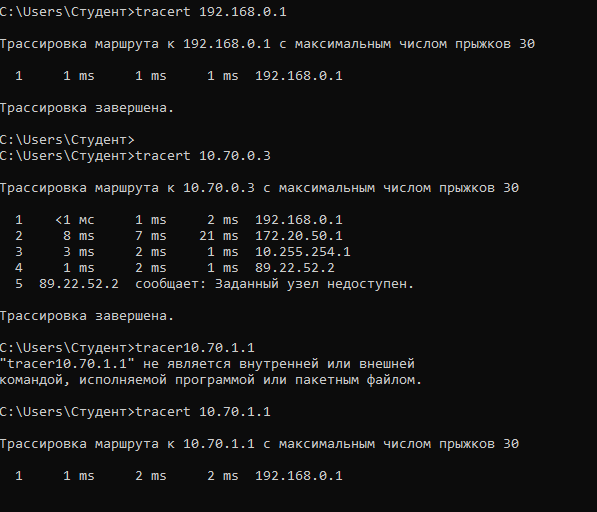 C:\Users\Студент>tracert 192.168.0.1
Трассировка маршрута к 192.168.0.1 с максимальным числом прыжков 30
1 1 ms 1 ms 1 ms 192.168.0.1
Трассировка завершена.
C:\Users\Студент>
C:\Users\Студент>tracert 10.70.0.3
Трассировка маршрута к 10.70.0.3 с максимальным числом прыжков 30
1 <1 мс 1 ms 2 ms 192.168.0.1
2 8 ms 7 ms 21 ms 172.20.50.1
3 3 ms 2 ms 1 ms 10.255.254.1
4 1 ms 2 ms 1 ms 89.22.52.2
5 89.22.52.2 сообщает: Заданный узел недоступен.
Трассировка завершена.
C:\Users\Студент>tracer10.70.1.1
"tracer10.70.1.1" не является внутренней или внешней
командой, исполняемой программой или пакетным файлом.
C:\Users\Студент>tracert 10.70.1.1
Трассировка маршрута к 10.70.1.1 с максимальным числом прыжков 30
1 1 ms 2 ms 2 ms 192.168.0.1